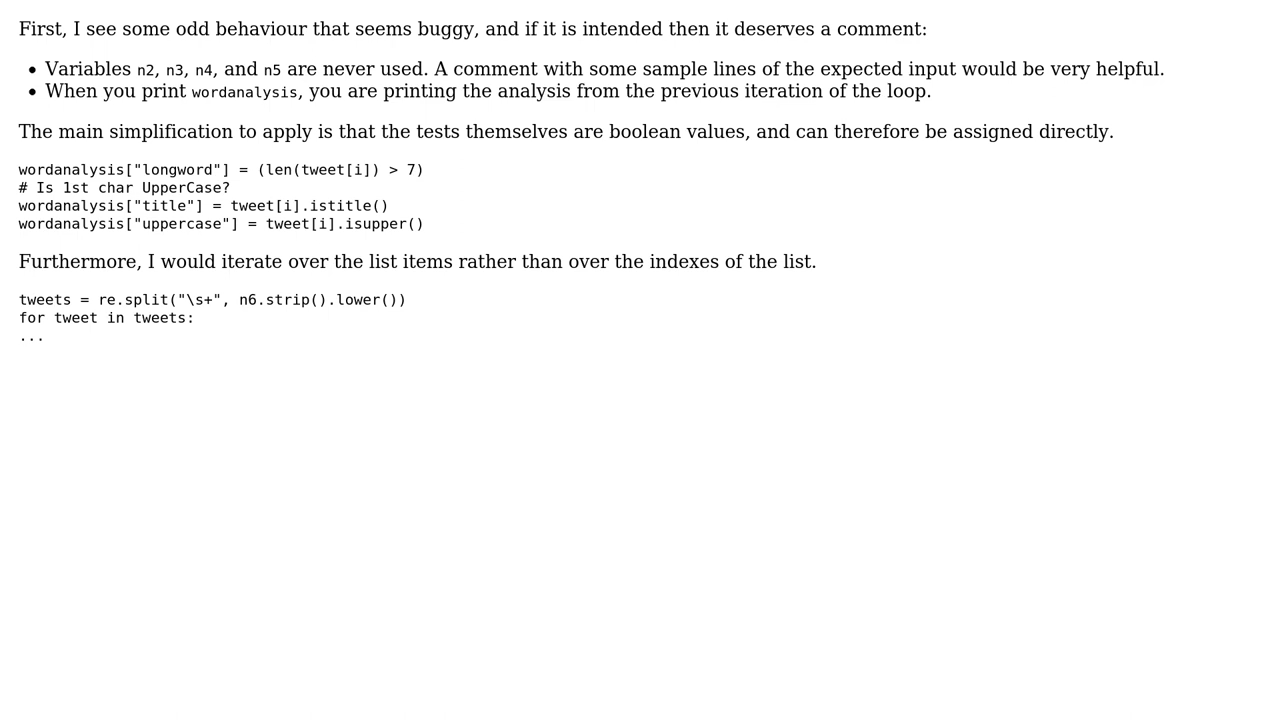 First, I see some odd behaviour that seems buggy, and if it is intended then it deserves a comment:
• Variables n2, n3, n4, and n5 are never used. A comment with some sample lines of the expected input would be very helpful.
• When you print wordanalysis, you are printing the analysis from the previous iteration of the loop.
The main simplification to apply is that the tests themselves are boolean values, and can therefore be assigned directly.
wordanalysis["longword"] = (len(tweet[i]) > 7)
# Is 1st char UpperCase?
wordanalysis["title"] = tweet[i].istitle()
wordanalysis["uppercase"] = tweet[i].isupper()
Furthermore, I would iterate over the list items rather than over the indexes of the list.
tweets = re.split("\s+", n6.strip().lower())
for tweet in tweets:
...